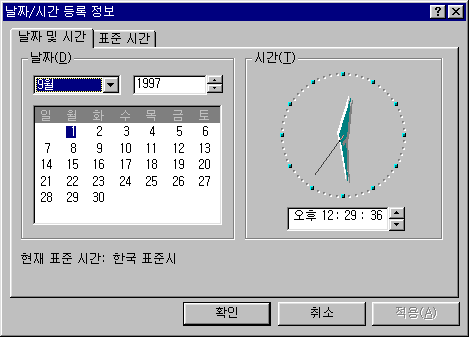 날짜/시간 등록 정보
날짜 및 시간 표준 시간
날짜(D)
9월 1997
일 월 화 수 목 금 토
1 2 3 4 5 6
7 8 9 10 11 12 13
14 15 16 17 18 19 20
21 22 23 24 25 26 27
28 29 30
시간(T)
오후 12:29:36
현재 표준 시간: 한국 표준시
확인 취소 적용(A)